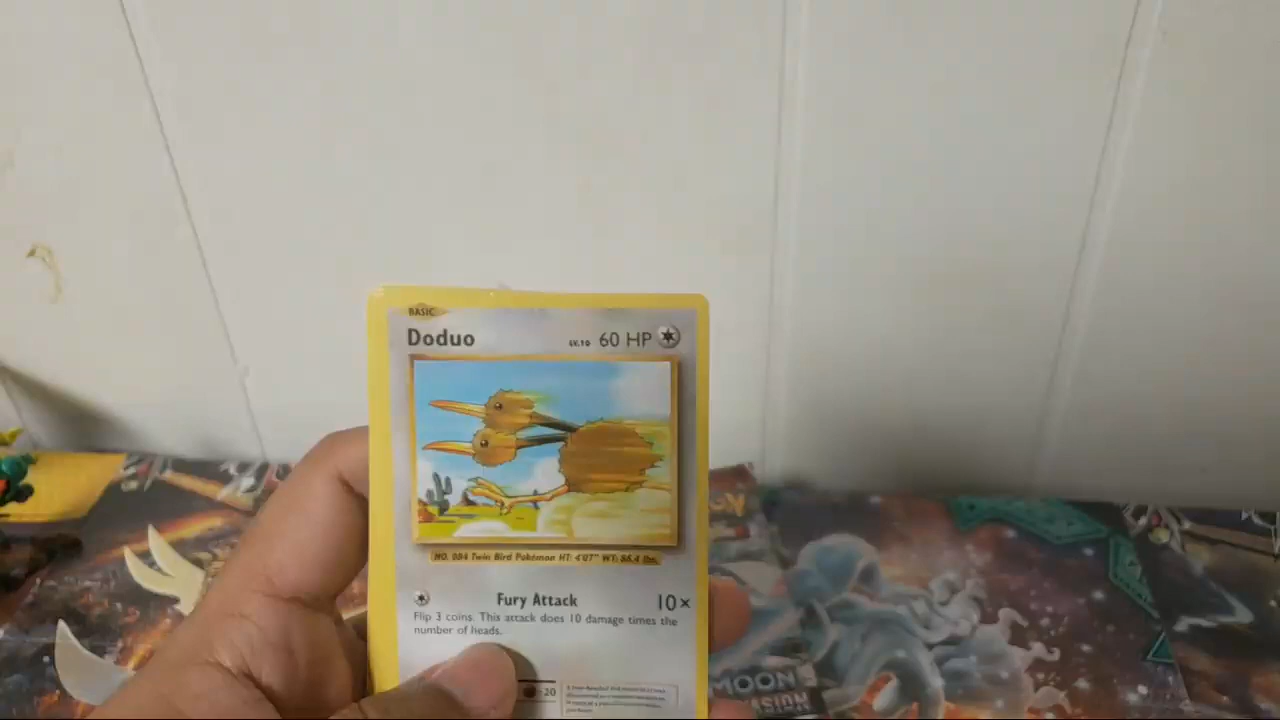 BASIC
Doduo LV.10 60 HP
NO. 084 Twin Bird Pokémon HT: 4'07" WT: 86.4 lbs.
Fury Attack 10×
Flip 3 coins. This attack does 10 damage times the
number of heads.
-20
MOON